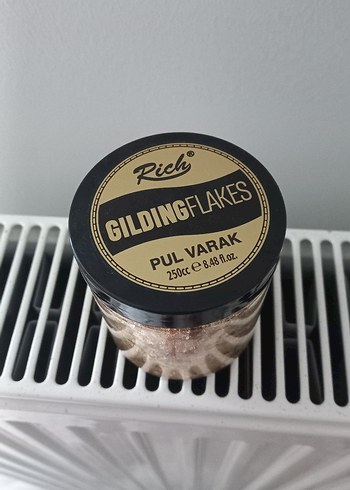 Rich®
GILDINGFLAKES
PUL VARAK
250cc ℮ 8.48 fl.oz.